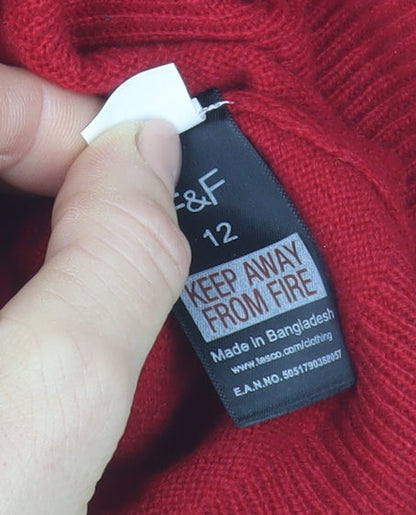 F&F
12
KEEP AWAY
FROM FIRE
Made in Bangladesh
www.tesco.com/clothing
E.A.N.NO. 5051790388057